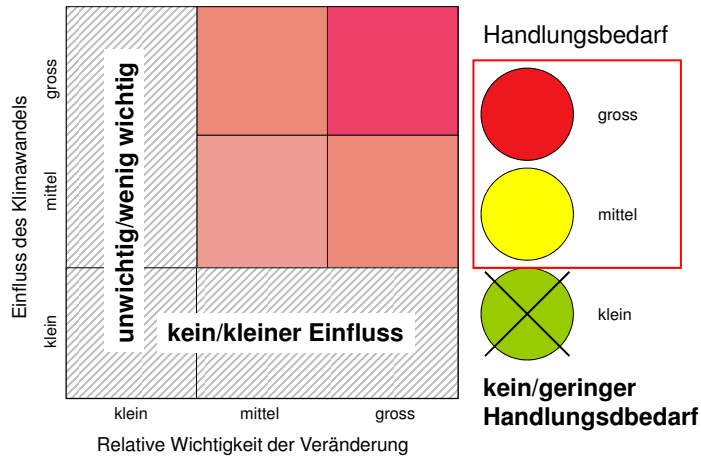 Einfluss des Klimawandels
gross
mittel
klein
unwichtig/wenig wichtig
kein/kleiner Einfluss
klein
mittel
gross
Relative Wichtigkeit der Veränderung
Handlungsbedarf
gross
mittel
klein
kein/geringer
Handlungsdbedarf